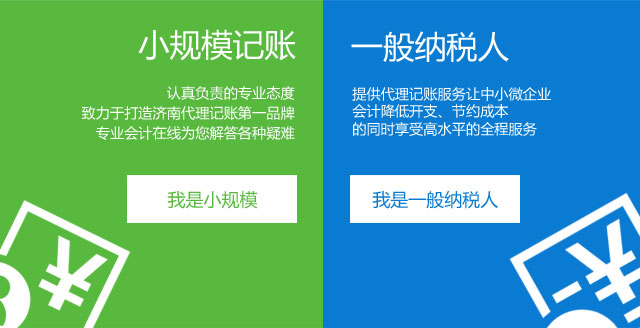 小规模记账
认真负责的专业态度
致力于打造济南代理记账第一品牌
专业会计在线为您解答各种疑难
我是小规模
一般纳税人
提供代理记账服务让中小微企业
会计降低开支、节约成本
的同时享受高水平的全程服务
我是一般纳税人
¥
¥